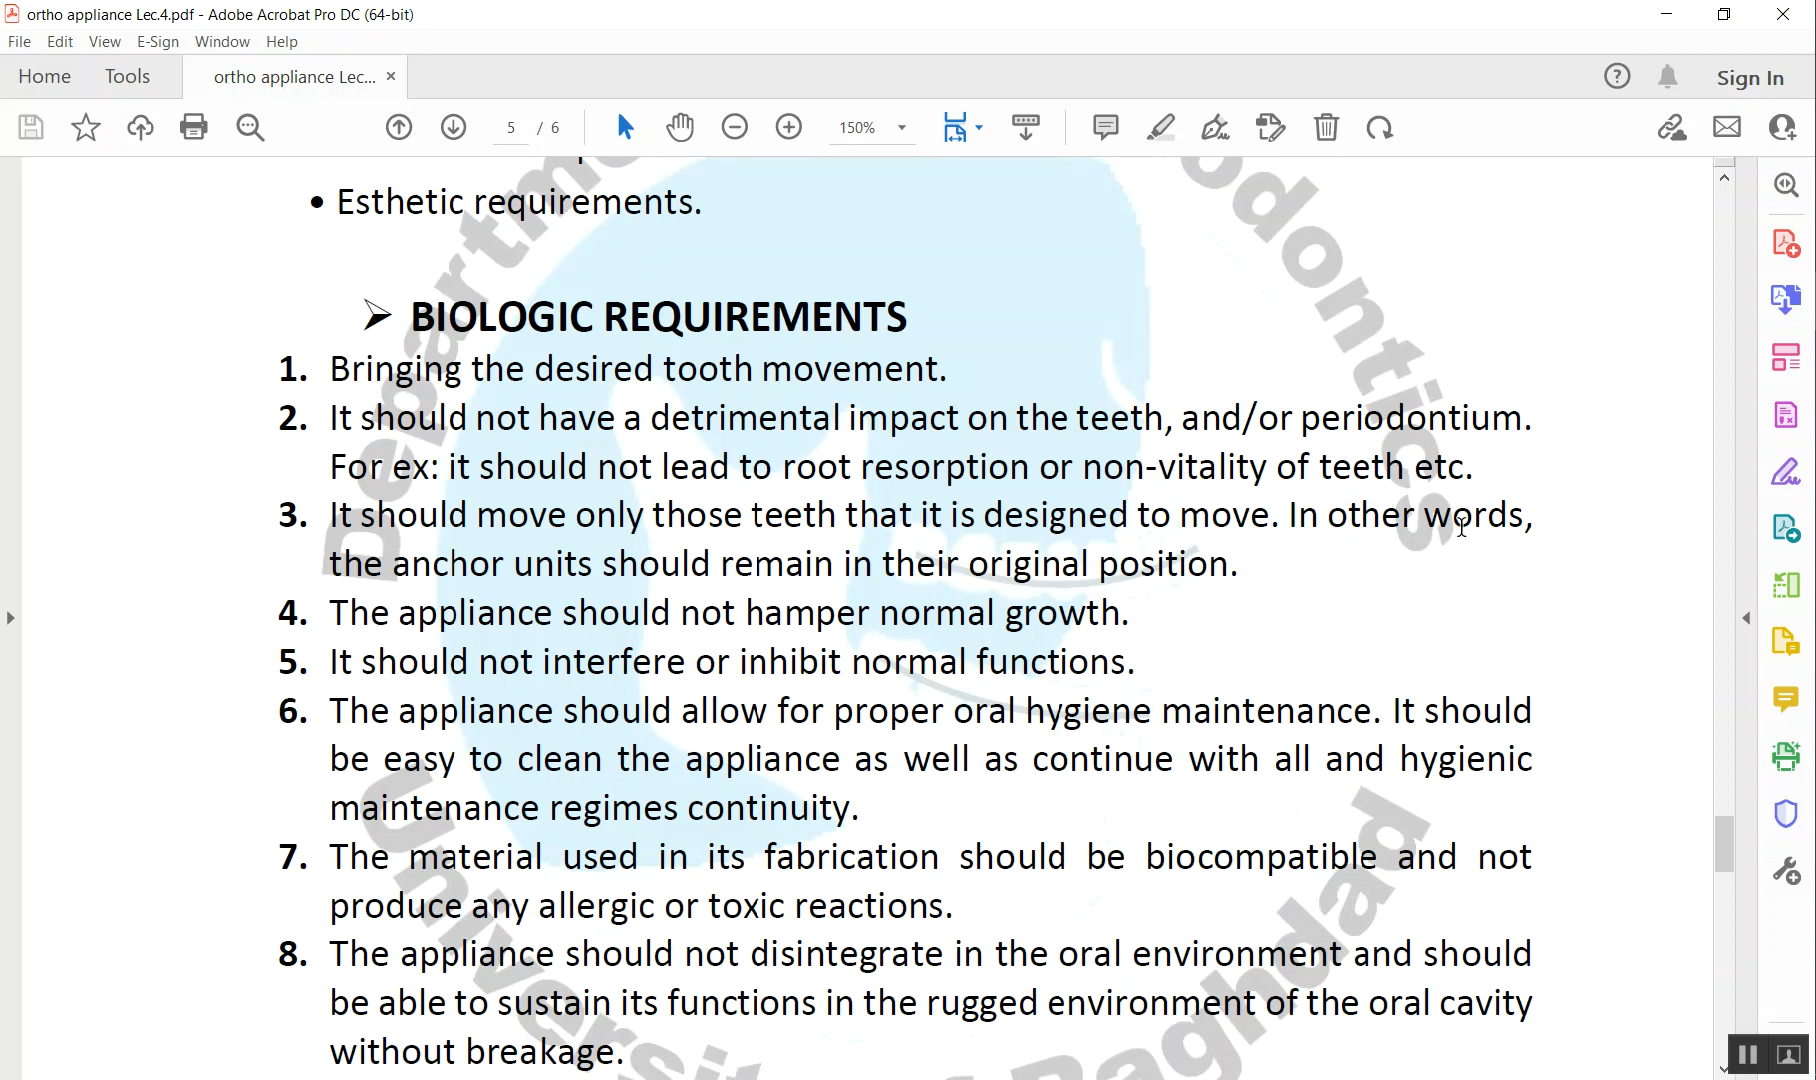 ortho appliance Lec.4.pdf - Adobe Acrobat Pro DC (64-bit)
File Edit View E-Sign Window Help
Home Tools ortho appliance Lec... × Sign In
5 / 6 150%
• Esthetic requirements.
➢ BIOLOGIC REQUIREMENTS
1. Bringing the desired tooth movement.
2. It should not have a detrimental impact on the teeth, and/or periodontium.
For ex: it should not lead to root resorption or non-vitality of teeth etc.
3. It should move only those teeth that it is designed to move. In other words,
the anchor units should remain in their original position.
4. The appliance should not hamper normal growth.
5. It should not interfere or inhibit normal functions.
6. The appliance should allow for proper oral hygiene maintenance. It should
be easy to clean the appliance as well as continue with all and hygienic
maintenance regimes continuity.
7. The material used in its fabrication should be biocompatible and not
produce any allergic or toxic reactions.
8. The appliance should not disintegrate in the oral environment and should
be able to sustain its functions in the rugged environment of the oral cavity
without breakage.
Baghdad